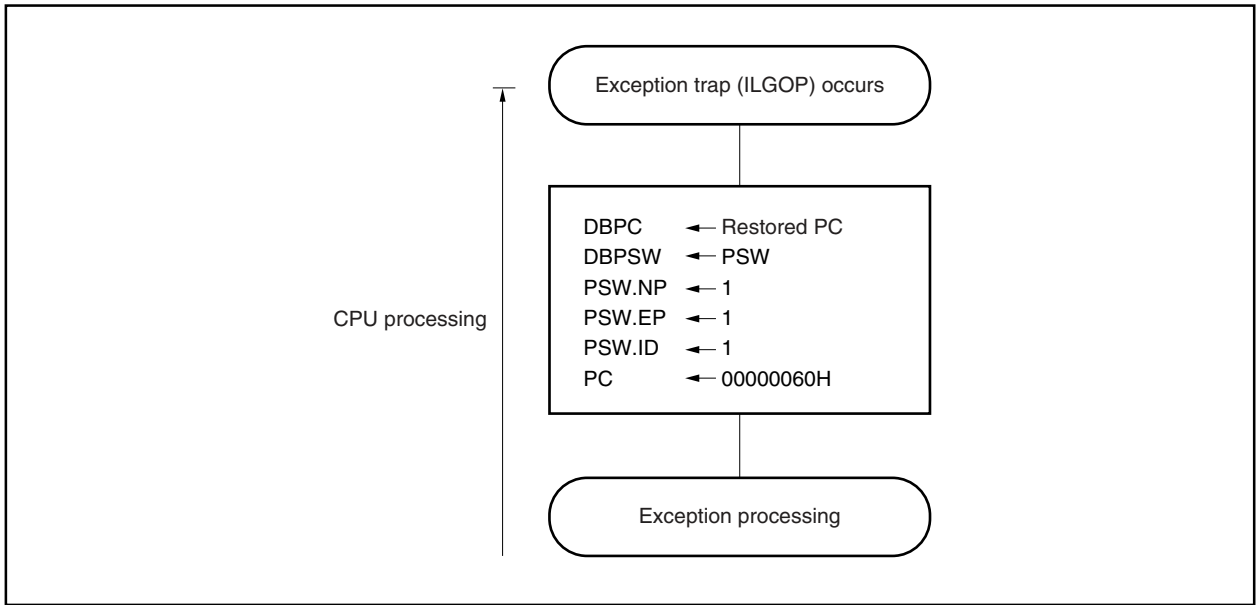 Exception trap (ILGOP) occurs
DBPC ← Restored PC
DBPSW ← PSW
PSW.NP ← 1
PSW.EP ← 1
PSW.ID ← 1
PC ← 00000060H
CPU processing
Exception processing